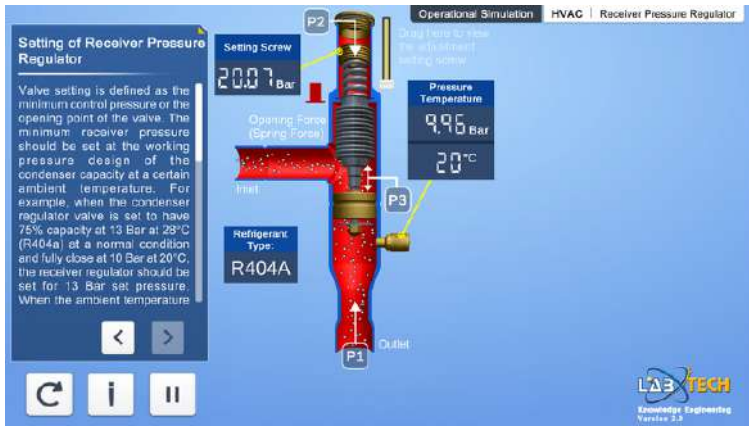 Operational Simulation HVAC | Receiver Pressure Regulator
Setting of Receiver Pressure
Regulator
Valve setting is defined as the
minimum control pressure or the
opening point of the valve. The
minimum receiver pressure
should be set at the working
pressure design of the
condenser capacity at a certain
ambient temperature. For
example, when the condenser
regulator valve is set to have
75% capacity at 13 Bar at 28°C
(R404a) at a normal condition
and fully close at 10 Bar at 20°C,
the receiver regulator should be
set for 13 Bar set pressure.
When the ambient temperature
P2
Setting Screw
20.07 Bar
Drag here to view
the adjustment
setting screw
Opening Force
(Spring Force)
Inlet
Pressure
Temperature
9.95 Bar
20°C
P3
Refrigerant
Type:
R404A
P1
Outlet
LABTECH
Knowledge Engineering
Version 2.3